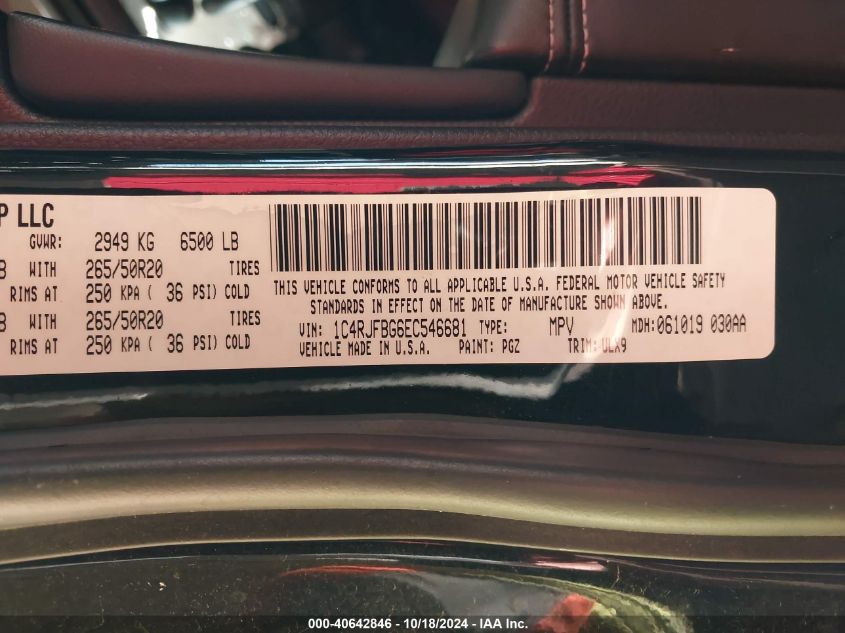 P LLC
GVWR: 2949 KG 6500 LB
B WITH 265/50R20 TIRES
RIMS AT 250 KPA ( 36 PSI) COLD
B WITH 265/50R20 TIRES
RIMS AT 250 KPA ( 36 PSI) COLD
THIS VEHICLE CONFORMS TO ALL APPLICABLE U.S.A. FEDERAL MOTOR VEHICLE SAFETY
STANDARDS IN EFFECT ON THE DATE OF MANUFACTURE SHOWN ABOVE.
VIN: 1C4RJFBG6EC546681 TYPE: MPV MDH:061019 030AA
VEHICLE MADE IN U.S.A. PAINT: PGZ TRIM:ULX9
000-40642846 - 10/18/2024 - IAA Inc.